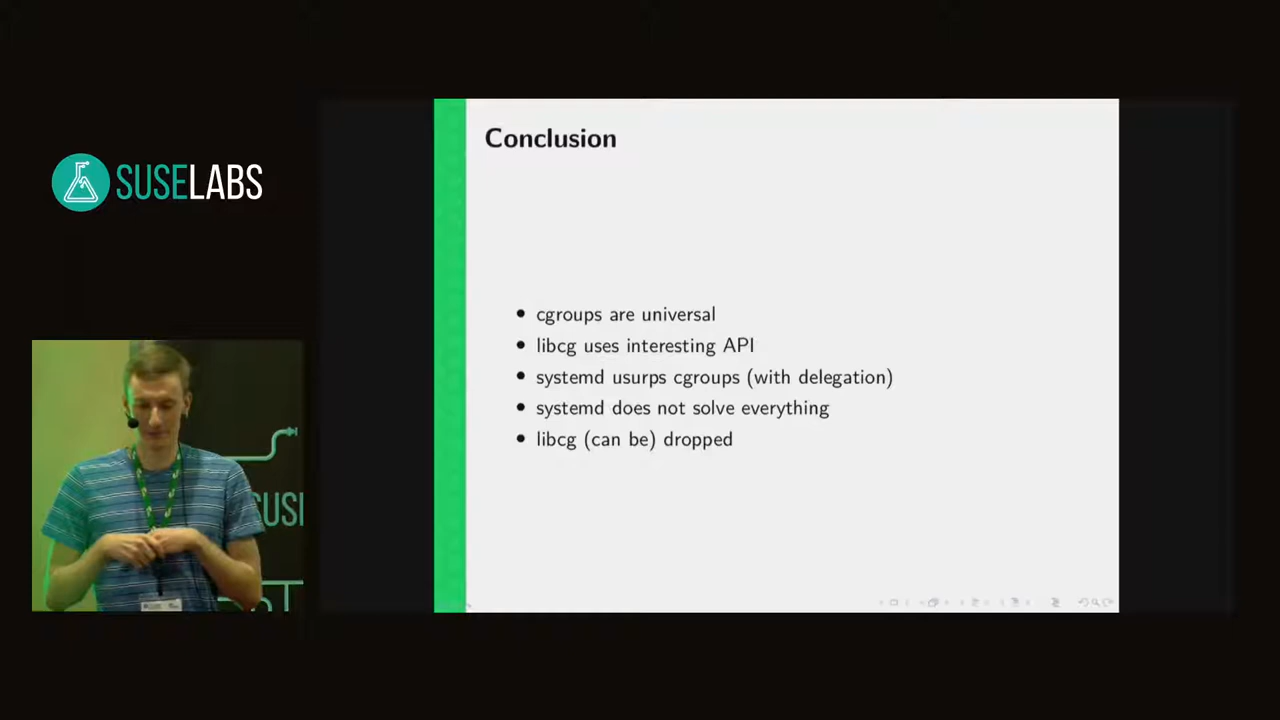 SUSELABS
Conclusion
• cgroups are universal
• libcg uses interesting API
• systemd usurps cgroups (with delegation)
• systemd does not solve everything
• libcg (can be) dropped
SUSE